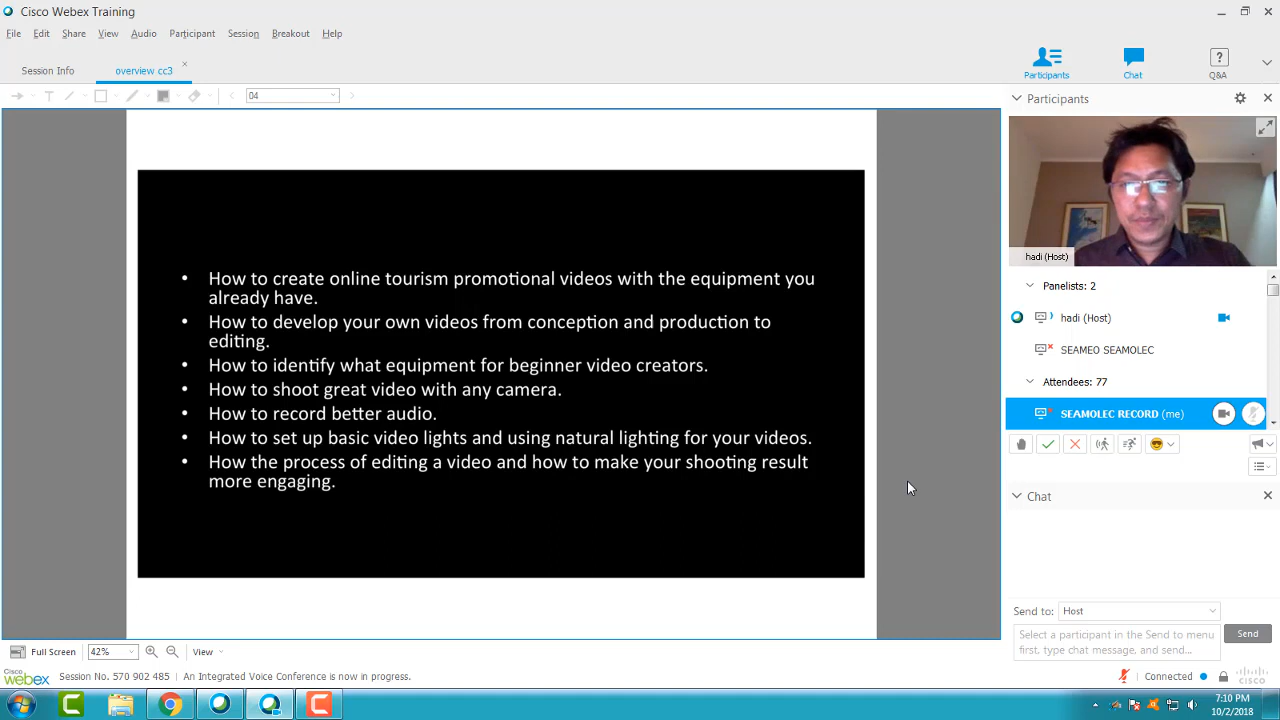 Cisco Webex Training
File Edit Share View Audio Participant Session Breakout Help
Session Info
overview cc3
Participants
Chat
Q&A
T
04
Participants
hadi (Host)
Panelists: 2
hadi (Host)
SEAMEO SEAMOLEC
Attendees: 77
SEAMOLEC RECORD (me)
• How to create online tourism promotional videos with the equipment you
already have.
• How to develop your own videos from conception and production to
editing.
• How to identify what equipment for beginner video creators.
• How to shoot great video with any camera.
• How to record better audio.
• How to set up basic video lights and using natural lighting for your videos.
• How the process of editing a video and how to make your shooting result
more engaging.
Chat
Send to: Host
Select a participant in the Send to menu
first, type chat message, and send...
Send
Full Screen 42% View
Cisco webex Session No. 570 902 485 An Integrated Voice Conference is now in progress.
Connected
cisco
7:10 PM
10/2/2018